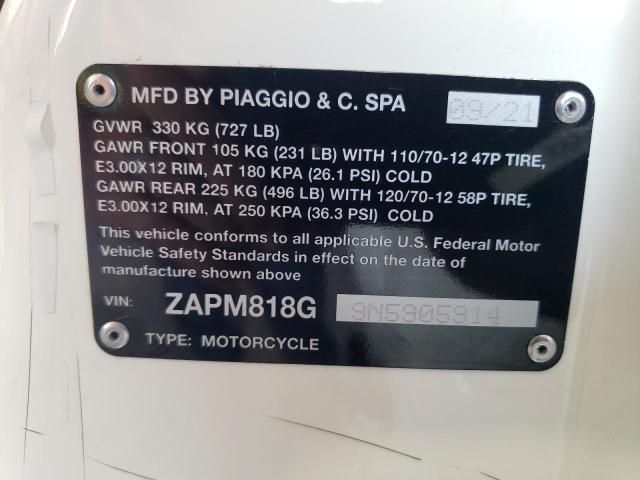 MFD BY PIAGGIO & C. SPA 09/21
GVWR 330 KG (727 LB)
GAWR FRONT 105 KG (231 LB) WITH 110/70-12 47P TIRE,
E3.00X12 RIM, AT 180 KPA (26.1 PSI) COLD
GAWR REAR 225 KG (496 LB) WITH 120/70-12 58P TIRE,
E3.00X12 RIM, AT 250 KPA (36.3 PSI) COLD
This vehicle conforms to all applicable U.S. Federal Motor
Vehicle Safety Standards in effect on the date of
manufacture shown above
VIN: ZAPM818G 9N5905914
TYPE: MOTORCYCLE